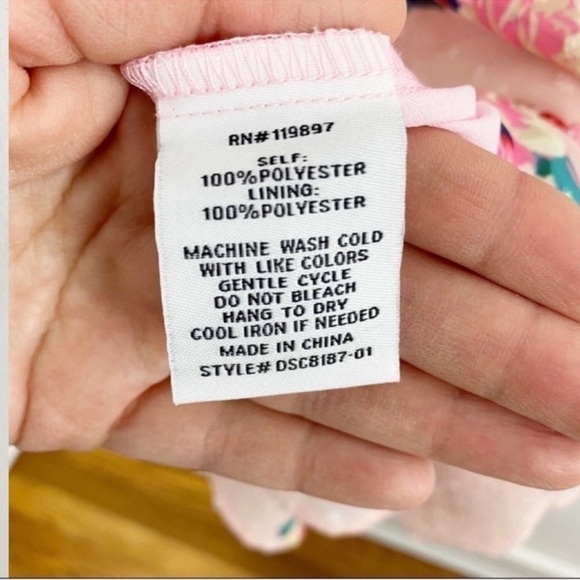 RN#119897
SELF:
100%POLYESTER
LINING:
100%POLYESTER
MACHINE WASH COLD
WITH LIKE COLORS
GENTLE CYCLE
DO NOT BLEACH
HANG TO DRY
COOL IRON IF NEEDED
MADE IN CHINA
STYLE# DSC8187-01